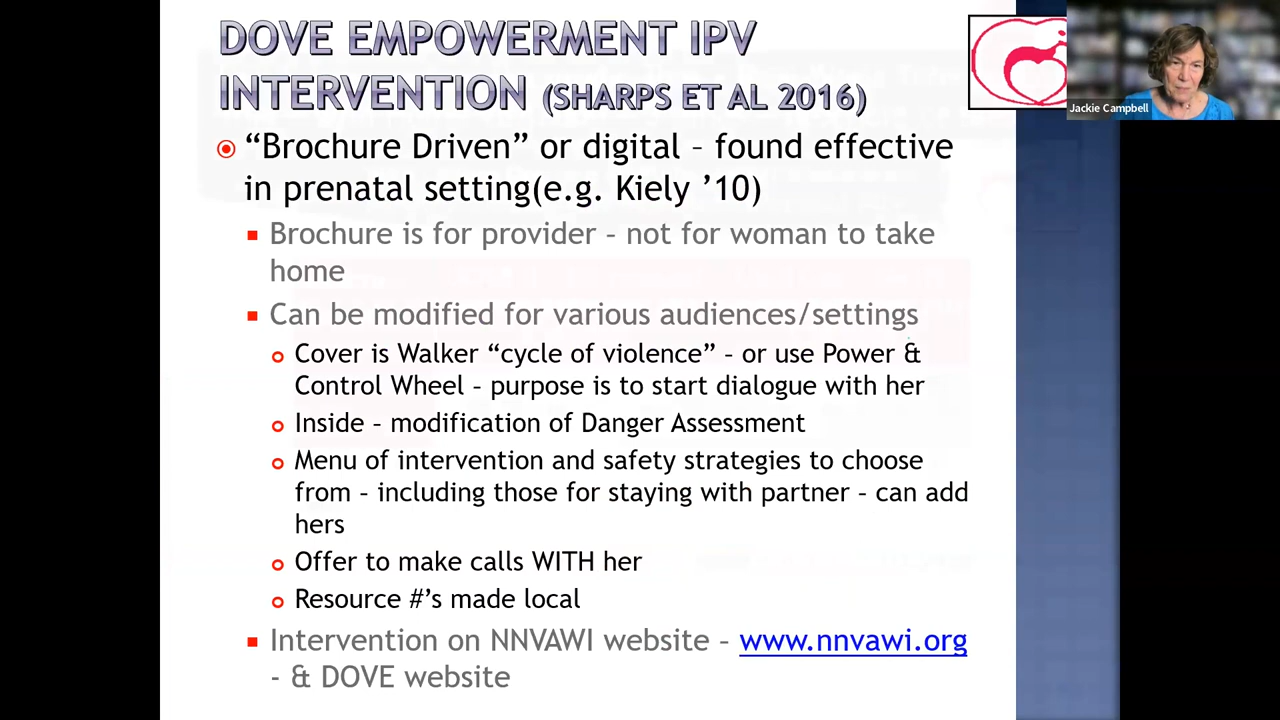 DOVE EMPOWERMENT IPV
INTERVENTION (SHARPS ET AL 2016)
Jackie Campbell
“Brochure Driven” or digital – found effective
in prenatal setting(e.g. Kiely ’10)
Brochure is for provider – not for woman to take
home
Can be modified for various audiences/settings
Cover is Walker “cycle of violence” – or use Power &
Control Wheel – purpose is to start dialogue with her
Inside – modification of Danger Assessment
Menu of intervention and safety strategies to choose
from – including those for staying with partner – can add
hers
Offer to make calls WITH her
Resource #’s made local
Intervention on NNVAWI website – www.nnvawi.org
- & DOVE website